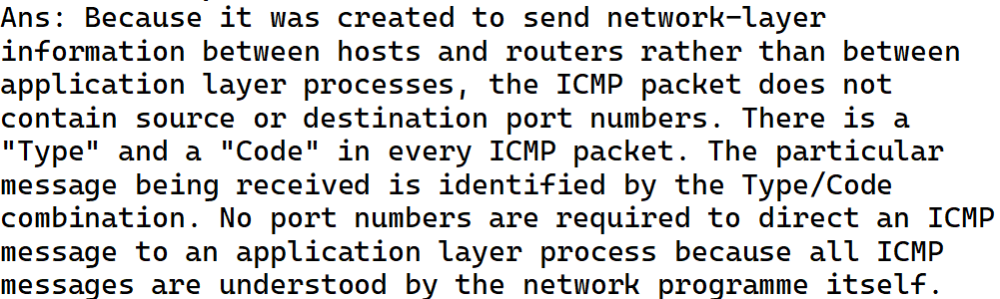 Ans: Because it was created to send network-layer
information between hosts and routers rather than between
application layer processes, the ICMP packet does not
contain source or destination port numbers. There is a
"Type" and a "Code" in every ICMP packet. The particular
message being received is identified by the Type/Code
combination. No port numbers are required to direct an ICMP
message to an application layer process because all ICMP
messages are understood by the network programme itself.